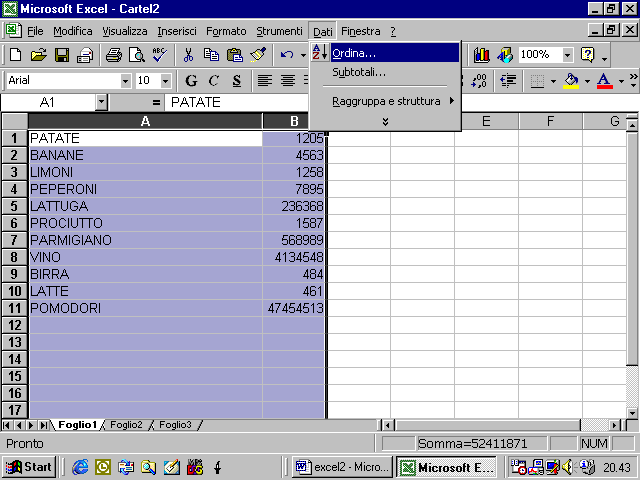 Microsoft Excel - Cartel2
File Modifica Visualizza Inserisci Formato Strumenti Dati Finestra ?
ABC 100% ?
Arial 10 G C S
Ordina...
Subtotali...
Raggruppa e struttura
A1 = PATATE
A B E F G
1 PATATE 1205
2 BANANE 4563
3 LIMONI 1258
4 PEPERONI 7895
5 LATTUGA 236368
6 PROCIUTTO 1587
7 PARMIGIANO 568989
8 VINO 4134548
9 BIRRA 484
10 LATTE 461
11 POMODORI 47454513
12
13
14
15
16
17
Foglio1 Foglio2 Foglio3
Pronto Somma=52411871 NUM
Start excel2 - Micro... Microsoft E... 20.43